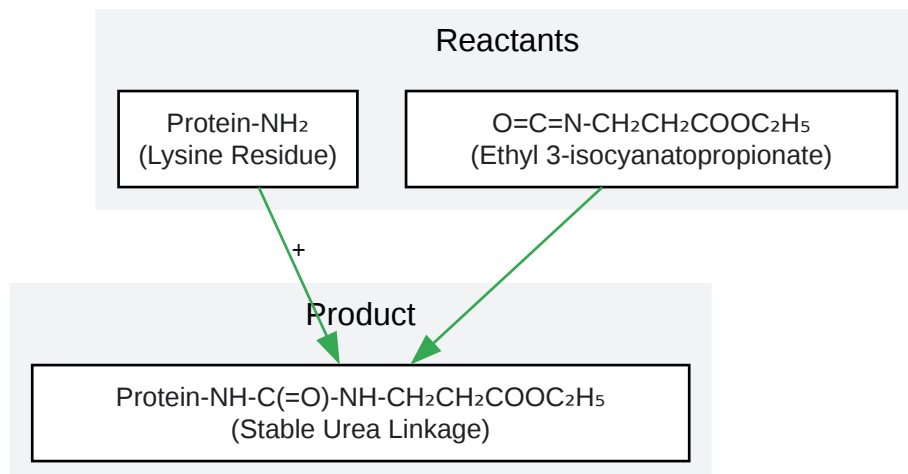 Reactants
Protein-NH₂
(Lysine Residue)
O=C=N-CH₂CH₂COOC₂H₅
(Ethyl 3-isocyanatopropionate)
+
Product
Protein-NH-C(=O)-NH-CH₂CH₂COOC₂H₅
(Stable Urea Linkage)